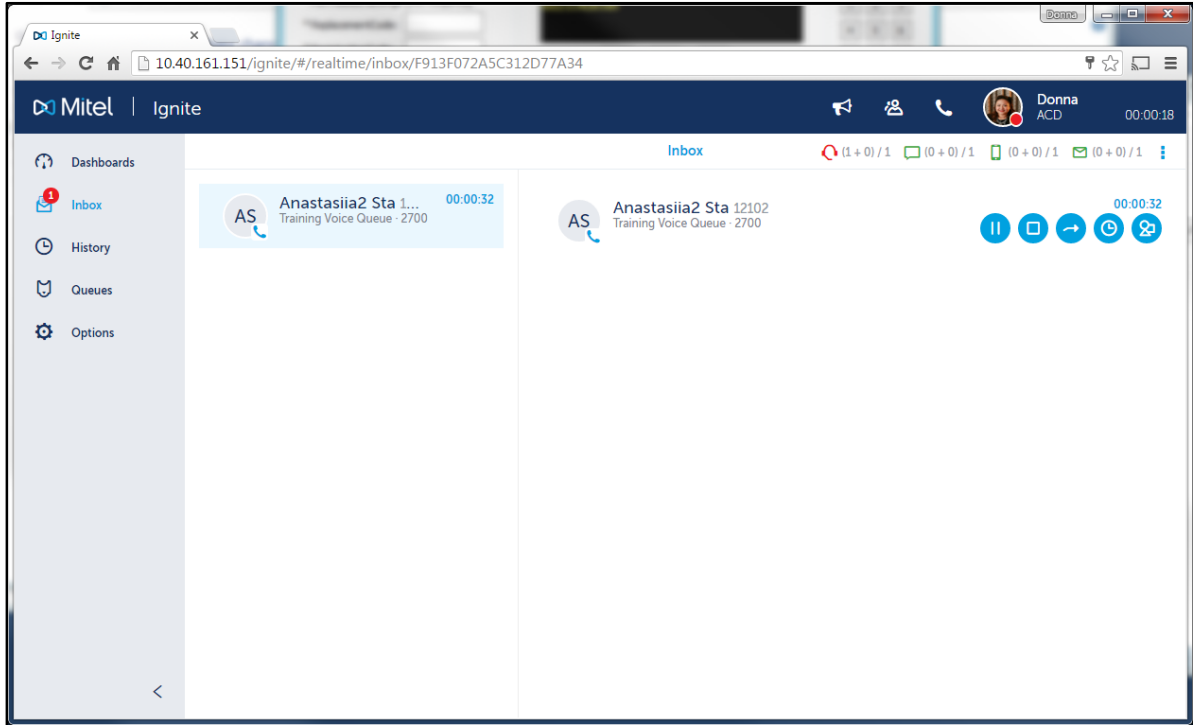 Donna
Ignite
10.40.161.151/ignite/#/realtime/inbox/F913F072A5C312D77A34
Mitel | Ignite
Donna
ACD
00:00:18
Dashboards
1
Inbox
History
Queues
Options
Inbox
(1 + 0) / 1
(0 + 0) / 1
(0 + 0) / 1
(0 + 0) / 1
AS
Anastasiia2 Sta 1...
00:00:32
Training Voice Queue · 2700
AS
Anastasiia2 Sta 12102
00:00:32
Training Voice Queue · 2700